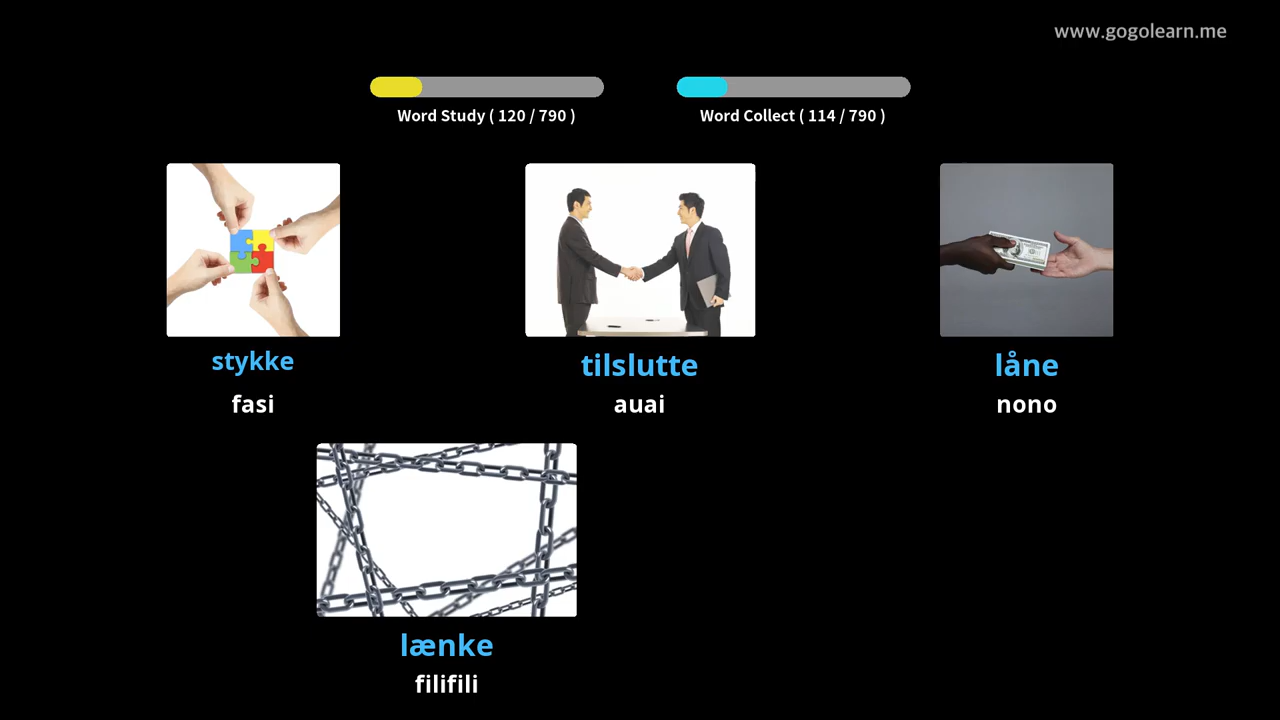 www.gogolearn.me
Word Study ( 120 / 790 )
Word Collect ( 114 / 790 )
stykke
fasi
tilslutte
auai
låne
nono
lænke
filifili